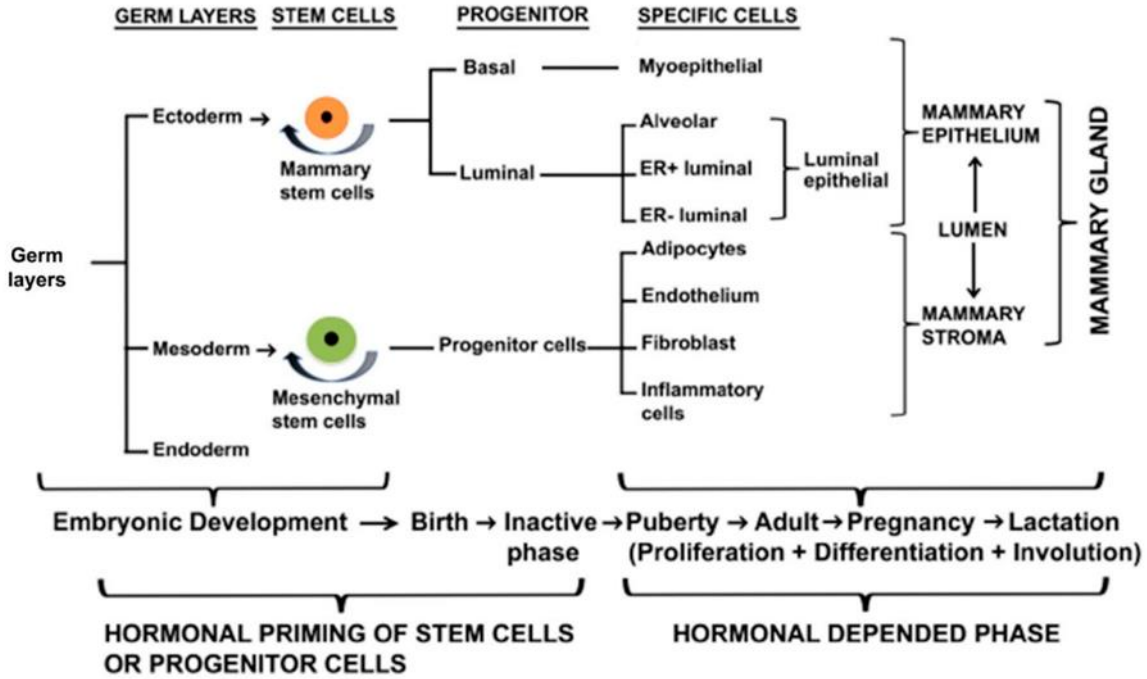 GERM LAYERS STEM CELLS PROGENITOR SPECIFIC CELLS
Basal Myoepithelial
Ectoderm →
Mammary
stem cells
Luminal
Alveolar
ER+ luminal
ER- luminal
Luminal
epithelial
MAMMARY
EPITHELIUM
LUMEN
MAMMARY
STROMA
MAMMARY GLAND
Germ
layers
Mesoderm →
Mesenchymal
stem cells
Progenitor cells
Adipocytes
Endothelium
Fibroblast
Inflammatory
cells
Endoderm
Embryonic Development → Birth → Inactive → Puberty → Adult → Pregnancy → Lactation
phase (Proliferation + Differentiation + Involution)
HORMONAL PRIMING OF STEM CELLS
OR PROGENITOR CELLS
HORMONAL DEPENDED PHASE